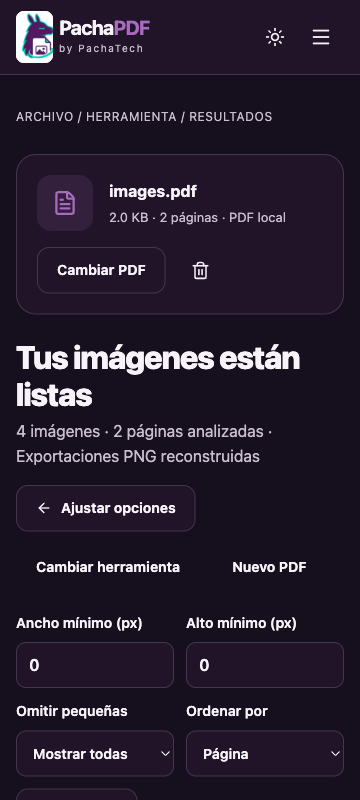 PachaPDF
by PachaTech
ARCHIVO / HERRAMIENTA / RESULTADOS
images.pdf
2.0 KB · 2 páginas · PDF local
Cambiar PDF
Tus imágenes están
listas
4 imágenes · 2 páginas analizadas ·
Exportaciones PNG reconstruidas
Ajustar opciones
Cambiar herramienta Nuevo PDF
Ancho mínimo (px) Alto mínimo (px)
0 0
Omitir pequeñas Ordenar por
Mostrar todas Página